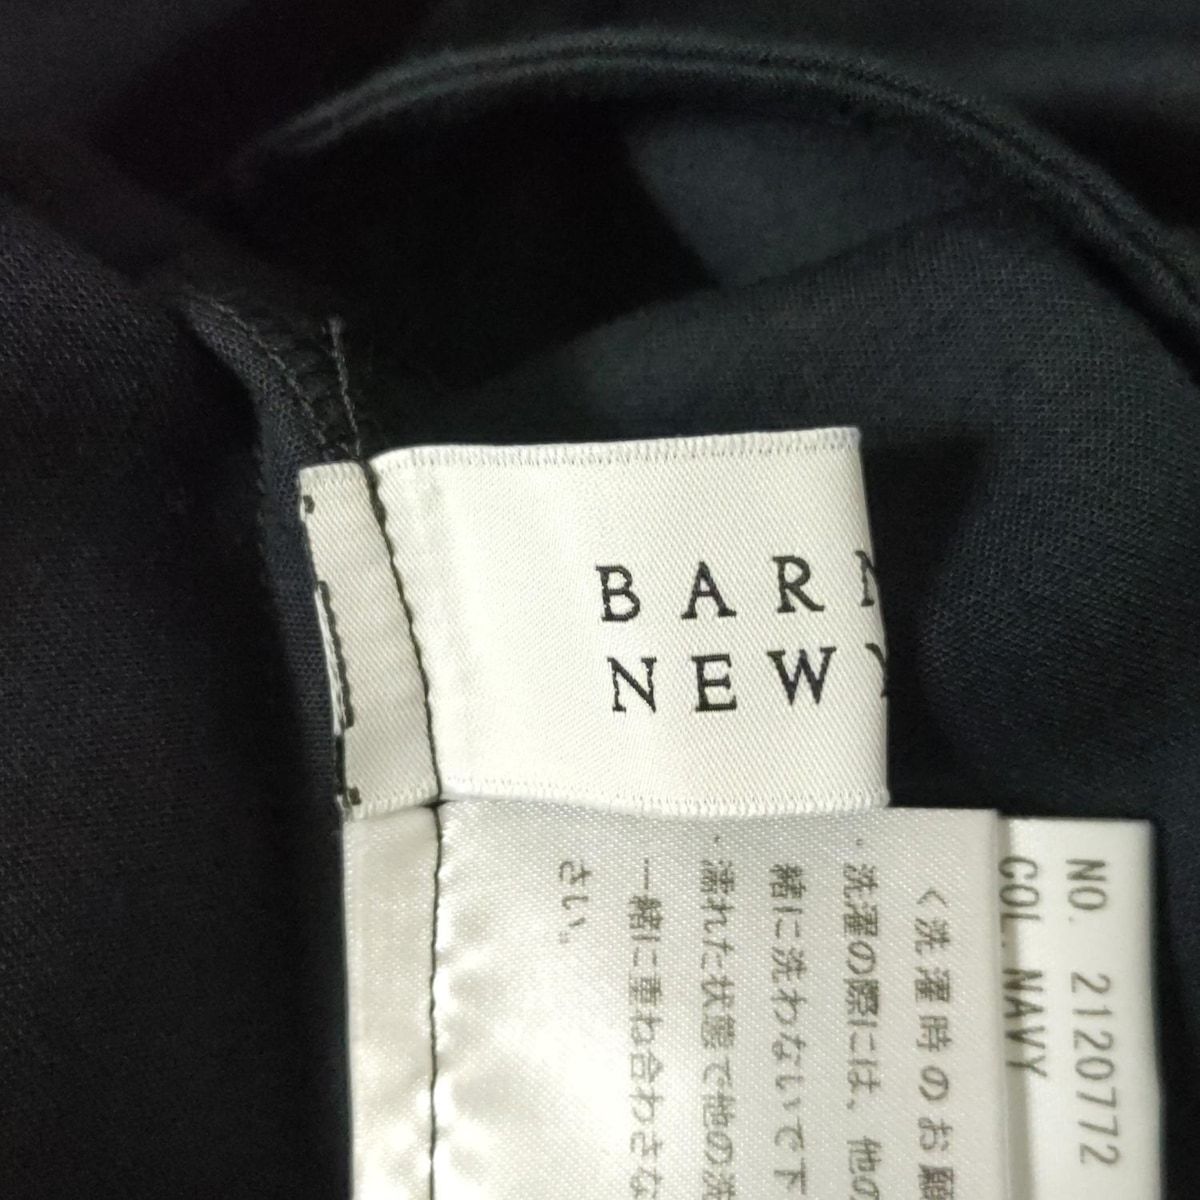 BARN
NEW Y
NO. 2120772
COL. NAVY
<洗濯時のお願
・洗濯の際には、他の
緒に洗わないで下
・濡れた状態で他の洗
一緒に重ね合わさな
さい。